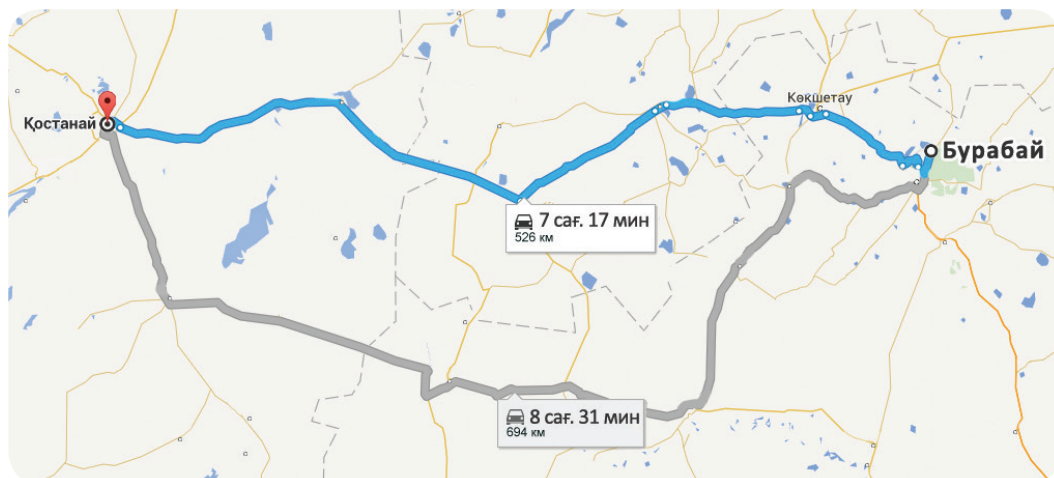 Көкшетау
Қостанай
Бурабай
7 сағ. 17 мин
526 км
8 сағ. 31 мин
694 км